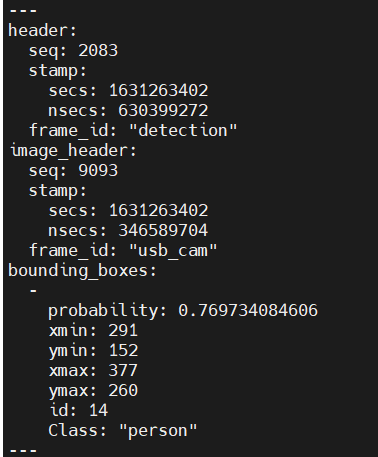 ---
header:
  seq: 2083
  stamp:
    secs: 1631263402
    nsecs: 630399272
  frame_id: "detection"
image_header:
  seq: 9093
  stamp:
    secs: 1631263402
    nsecs: 346589704
  frame_id: "usb_cam"
bounding_boxes:
  -
    probability: 0.769734084606
    xmin: 291
    ymin: 152
    xmax: 377
    ymax: 260
    id: 14
    Class: "person"
---